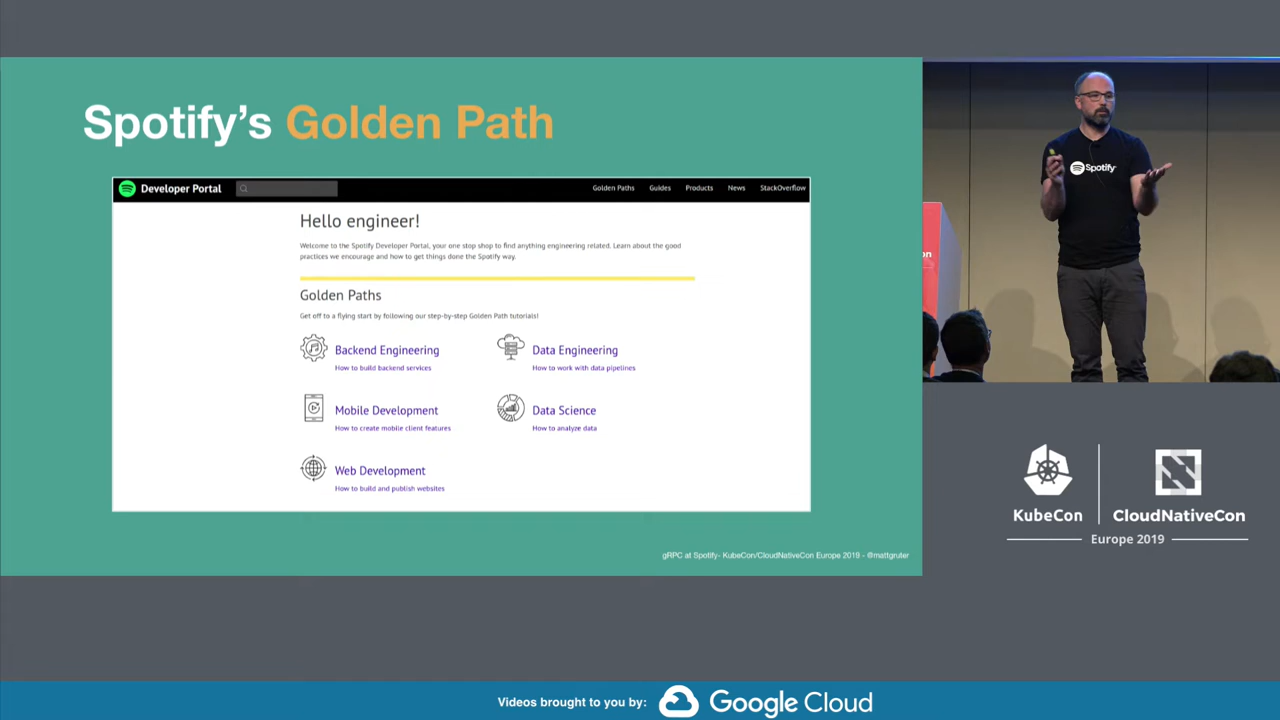 Spotify's Golden Path
Developer Portal
Golden Paths Guides Products News StackOverflow
Hello engineer!
Welcome to the Spotify Developer Portal, your one stop shop to find anything engineering related. Learn about the good
practices we encourage and how to get things done the Spotify way.
Golden Paths
Get off to a flying start by following our step-by-step Golden Path tutorials!
Backend Engineering
How to build backend services
Data Engineering
How to work with data pipelines
Mobile Development
How to create mobile client features
Data Science
How to analyze data
Web Development
How to build and publish websites
gRPC at Spotify- KubeCon/CloudNativeCon Europe 2019 - @mattgruter
Spotify
on
KubeCon
CloudNativeCon
Europe 2019
Videos brought to you by:
Google Cloud